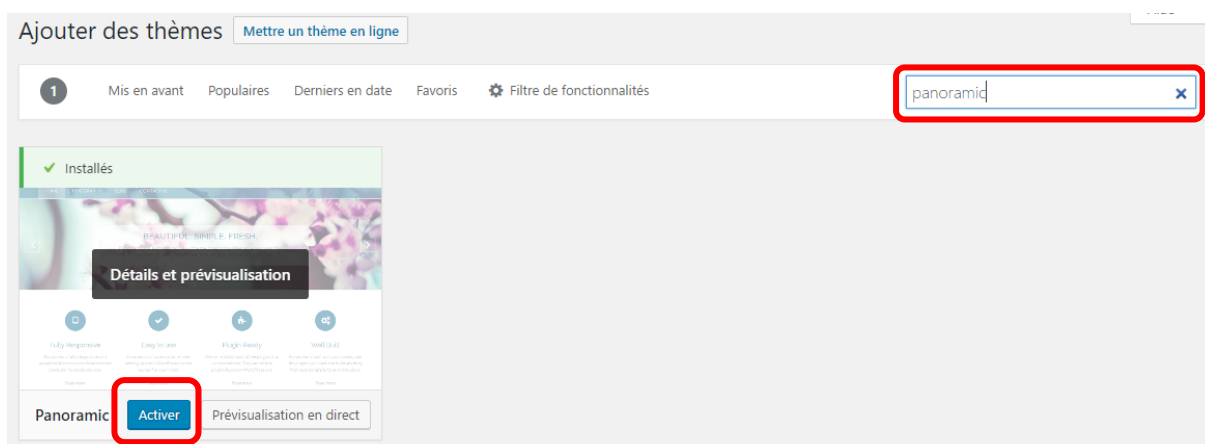 Ajouter des thèmes Mettre un thème en ligne
1 Mis en avant Populaires Derniers en date Favoris Filtre de fonctionnalités panoramic
Installés
BEAUTIFUL. SIMPLE. FRESH.
Détails et prévisualisation
Fully Responsive Easy to use Plugin Ready Well Built
Panoramic Activer Prévisualisation en direct